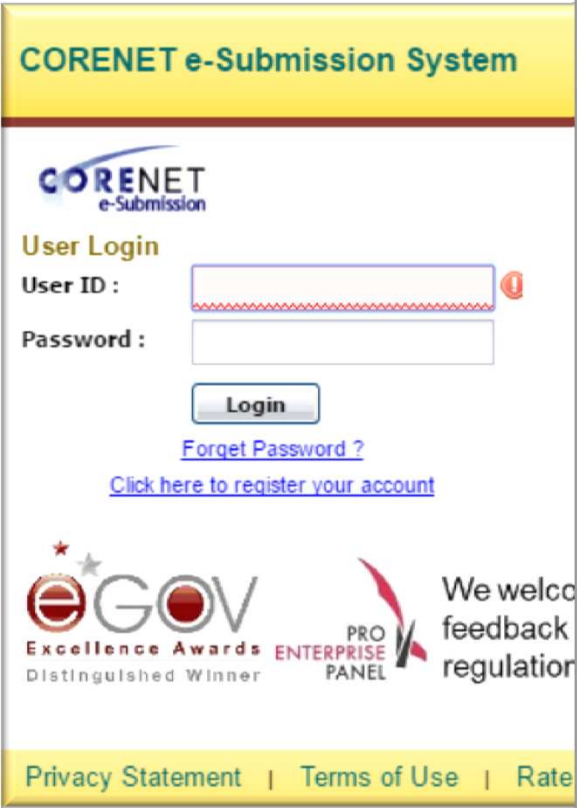 CORENET e-Submission System
CORENET
e-Submission
User Login
User ID :
Password :
Login
Forget Password ?
Click here to register your account
eGOV
Excellence Awards
Distinguished Winner
PRO
ENTERPRISE
PANEL
We welco
feedback
regulation
Privacy Statement | Terms of Use | Rate